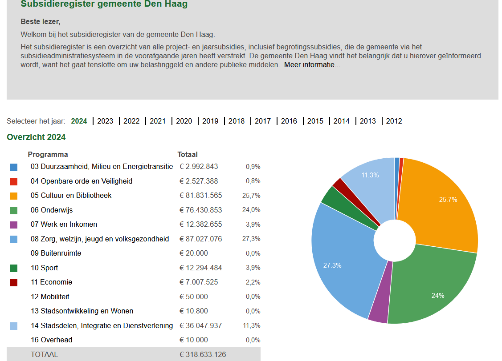 Subsidieregister gemeente Den Haag
Beste lezer,
Welkom bij het subsidieregister van de gemeente Den Haag.
Het subsidieregister is een overzicht van alle project- en jaarsubsidies, inclusief begrotingssubsidies, die de gemeente via het
subsidieadministratiesysteem in de voorafgaande jaren heeft verstrekt. De gemeente Den Haag vindt het belangrijk dat u hierover geïnformeerd
wordt, want het gaat tenslotte om uw belastinggeld en andere publieke middelen. Meer informatie
Selecteer het jaar: 2024 | 2023 | 2022 | 2021 | 2020 | 2019 | 2018 | 2017 | 2016 | 2015 | 2014 | 2013 | 2012
Overzicht 2024
Programma Totaal
03 Duurzaamheid, Milieu en Energietransitie € 2.992.843 0,9%
04 Openbare orde en Veiligheid € 2.527.388 0,8%
05 Cultuur en Bibliotheek € 81.831.565 25,7%
06 Onderwijs € 76.430.853 24,0%
07 Werk en Inkomen € 12.382.655 3,9%
08 Zorg, welzijn, jeugd en volksgezondheid € 87.027.076 27,3%
09 Buitenruimte € 20.000 0,0%
10 Sport € 12.294.484 3,9%
11 Economie € 7.007.525 2,2%
12 Mobiliteit € 50.000 0,0%
13 Stadsontwikkeling en Wonen € 10.800 0,0%
14 Stadsdelen, Integratie en Dienstverlening € 36.047.937 11,3%
16 Overhead € 10.000 0,0%
TOTAAL € 318.633.126
11.3%
25.7%
27.3%
24%